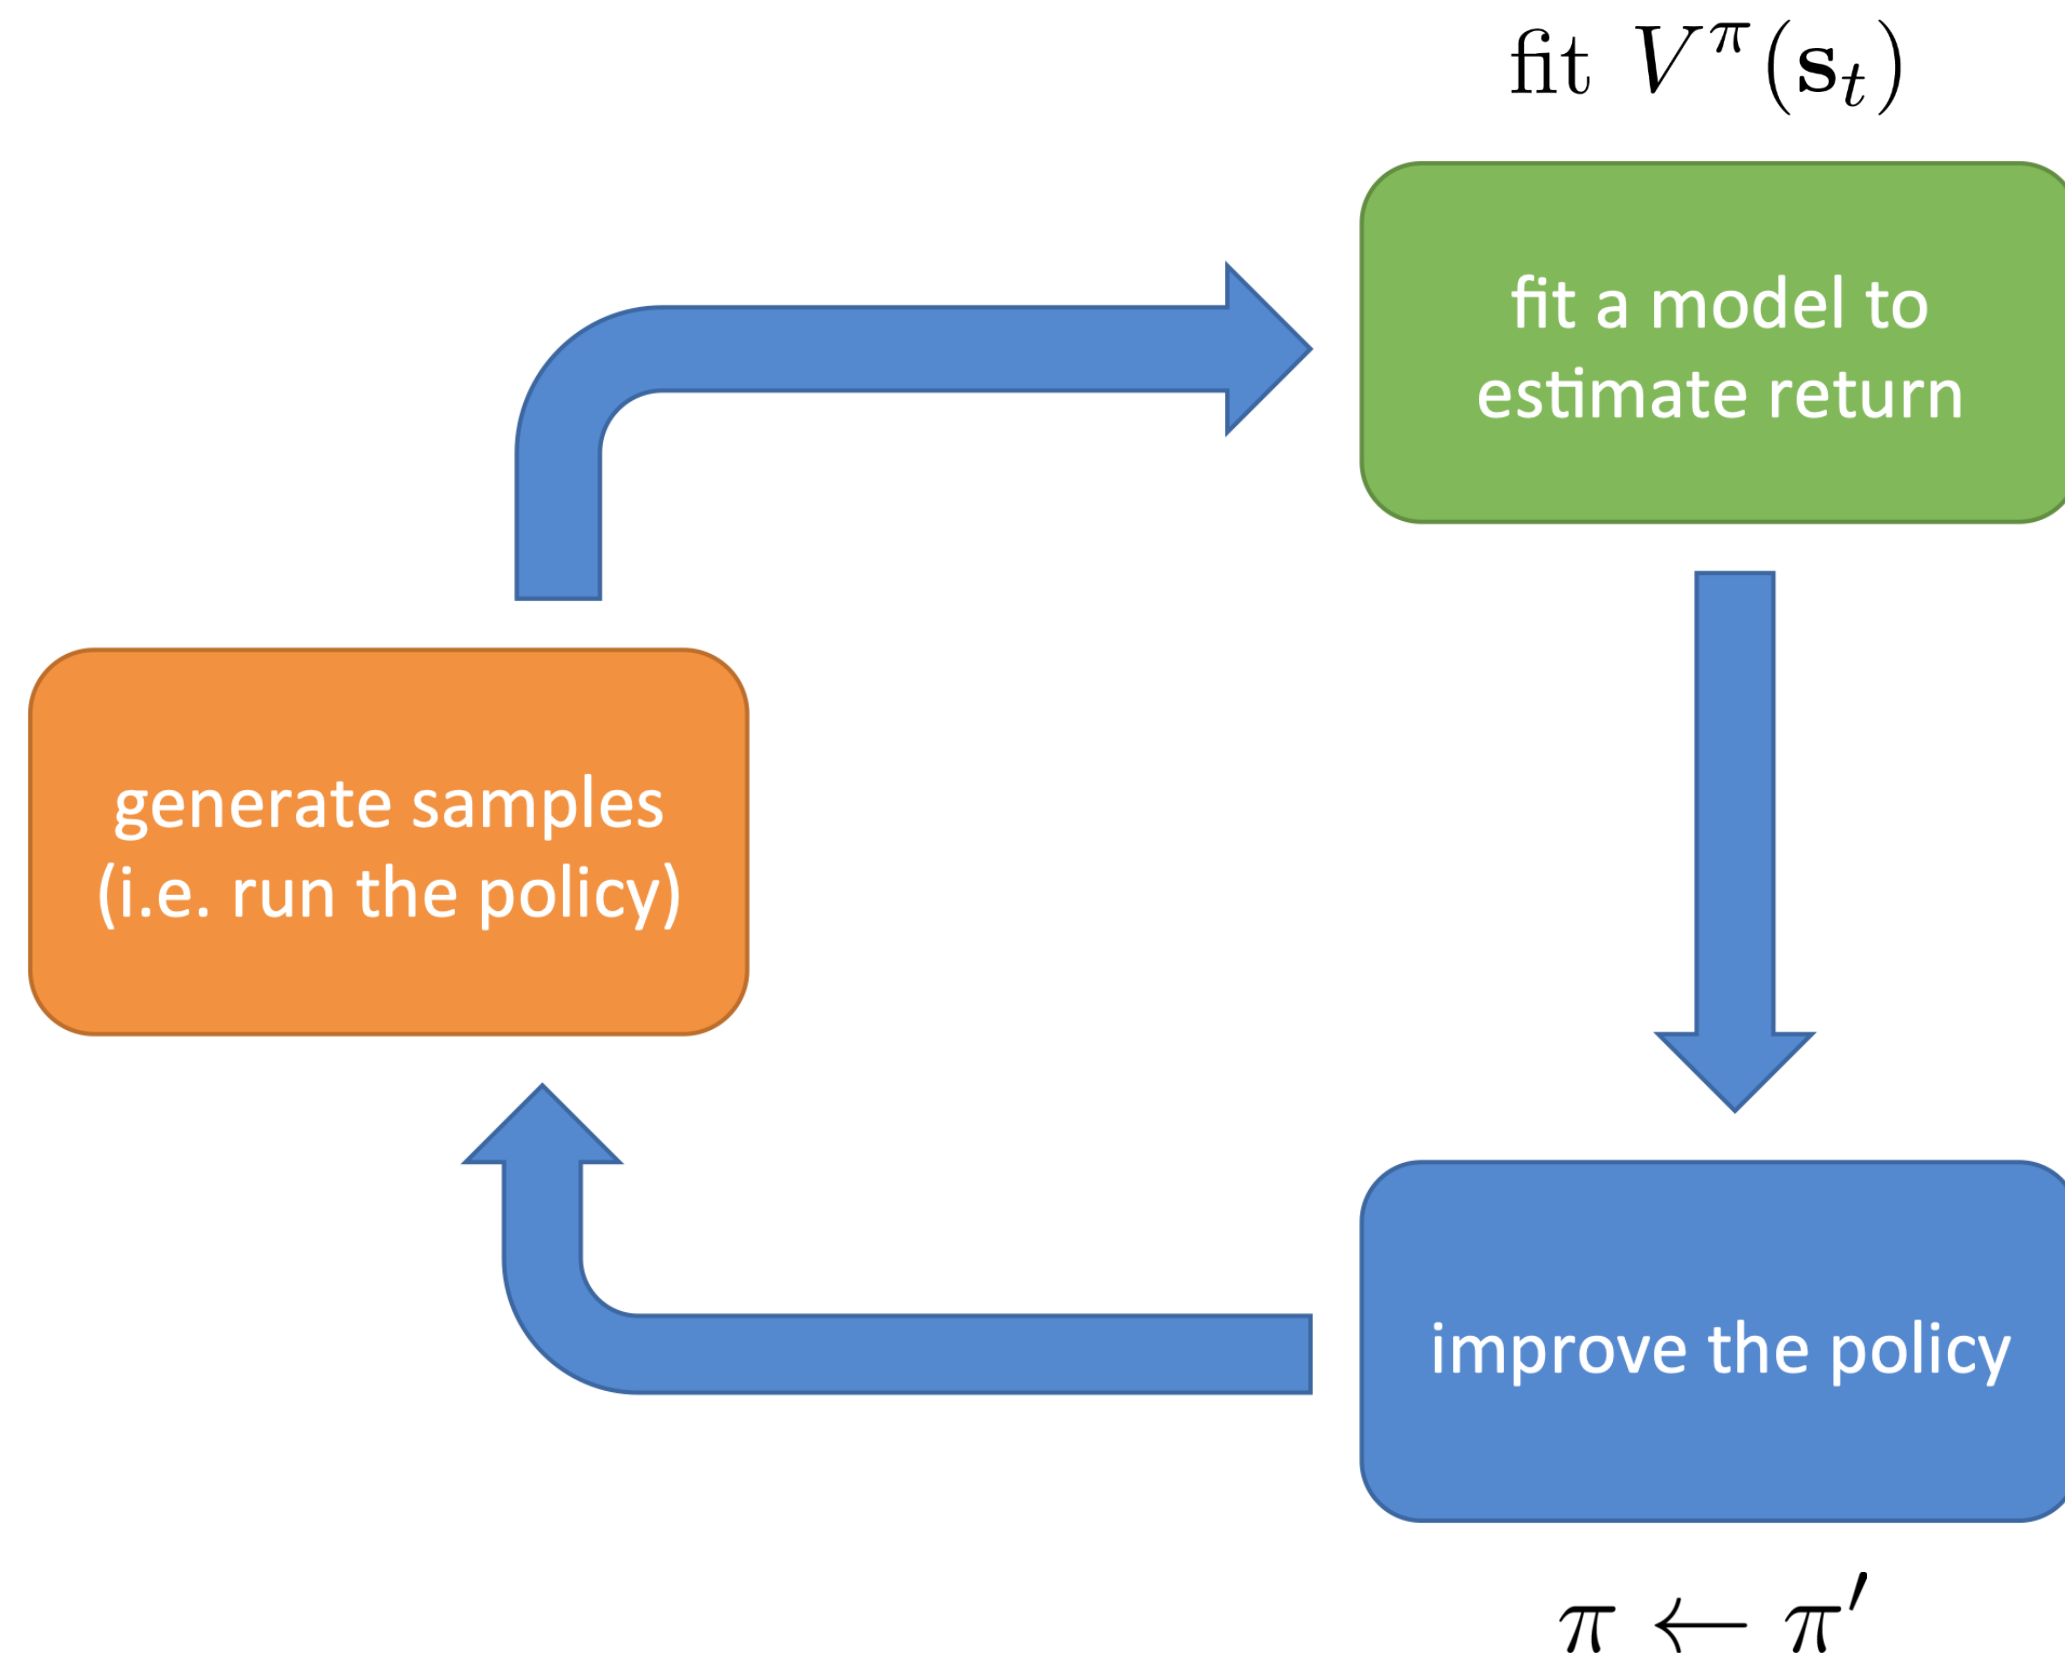 fit V^π(s_t)
fit a model to
estimate return
generate samples
(i.e. run the policy)
improve the policy
π ← π′